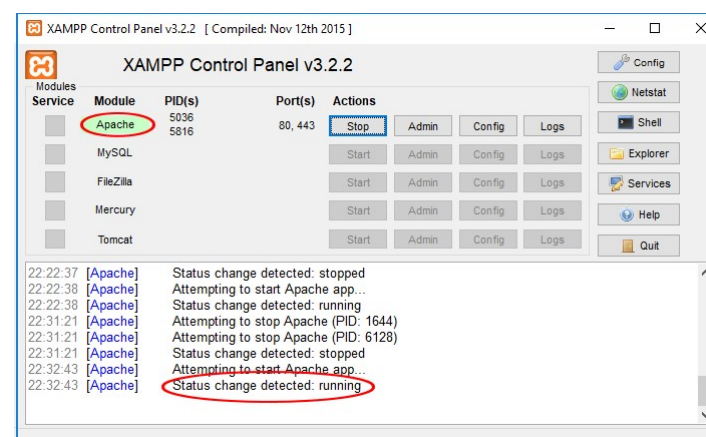 XAMPP Control Panel v3.2.2 [ Compiled: Nov 12th 2015 ]
XAMPP Control Panel v3.2.2
Config
Modules
Service Module PID(s) Port(s) Actions
Netstat
Apache 5036 5816 80, 443 Stop Admin Config Logs
Shell
MySQL Start Admin Config Logs
Explorer
FileZilla Start Admin Config Logs
Services
Mercury Start Admin Config Logs
Help
Tomcat Start Admin Config Logs
Quit
22:22:37 [Apache] Status change detected: stopped
22:22:38 [Apache] Attempting to start Apache app...
22:22:38 [Apache] Status change detected: running
22:31:21 [Apache] Attempting to stop Apache (PID: 1644)
22:31:21 [Apache] Attempting to stop Apache (PID: 6128)
22:31:21 [Apache] Status change detected: stopped
22:32:43 [Apache] Attempting to start Apache app...
22:32:43 [Apache] Status change detected: running